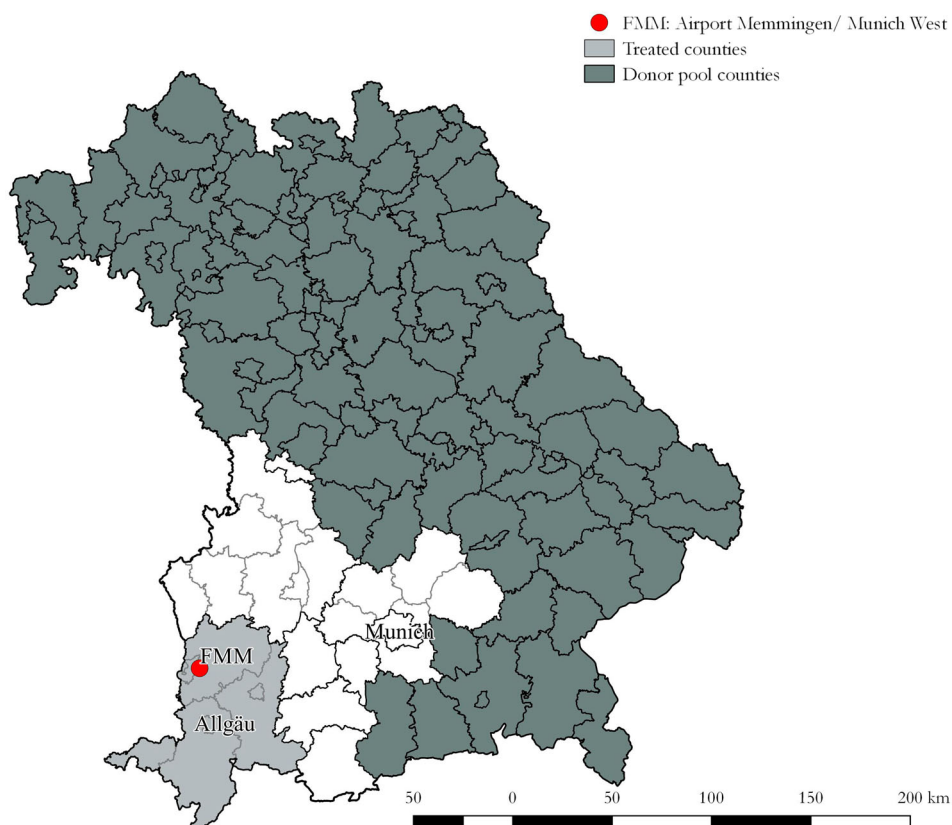 FMM: Airport Memmingen/ Munich West
Treated counties
Donor pool counties
Munich
FMM
Allgäu
50 0 50 100 150 200 km